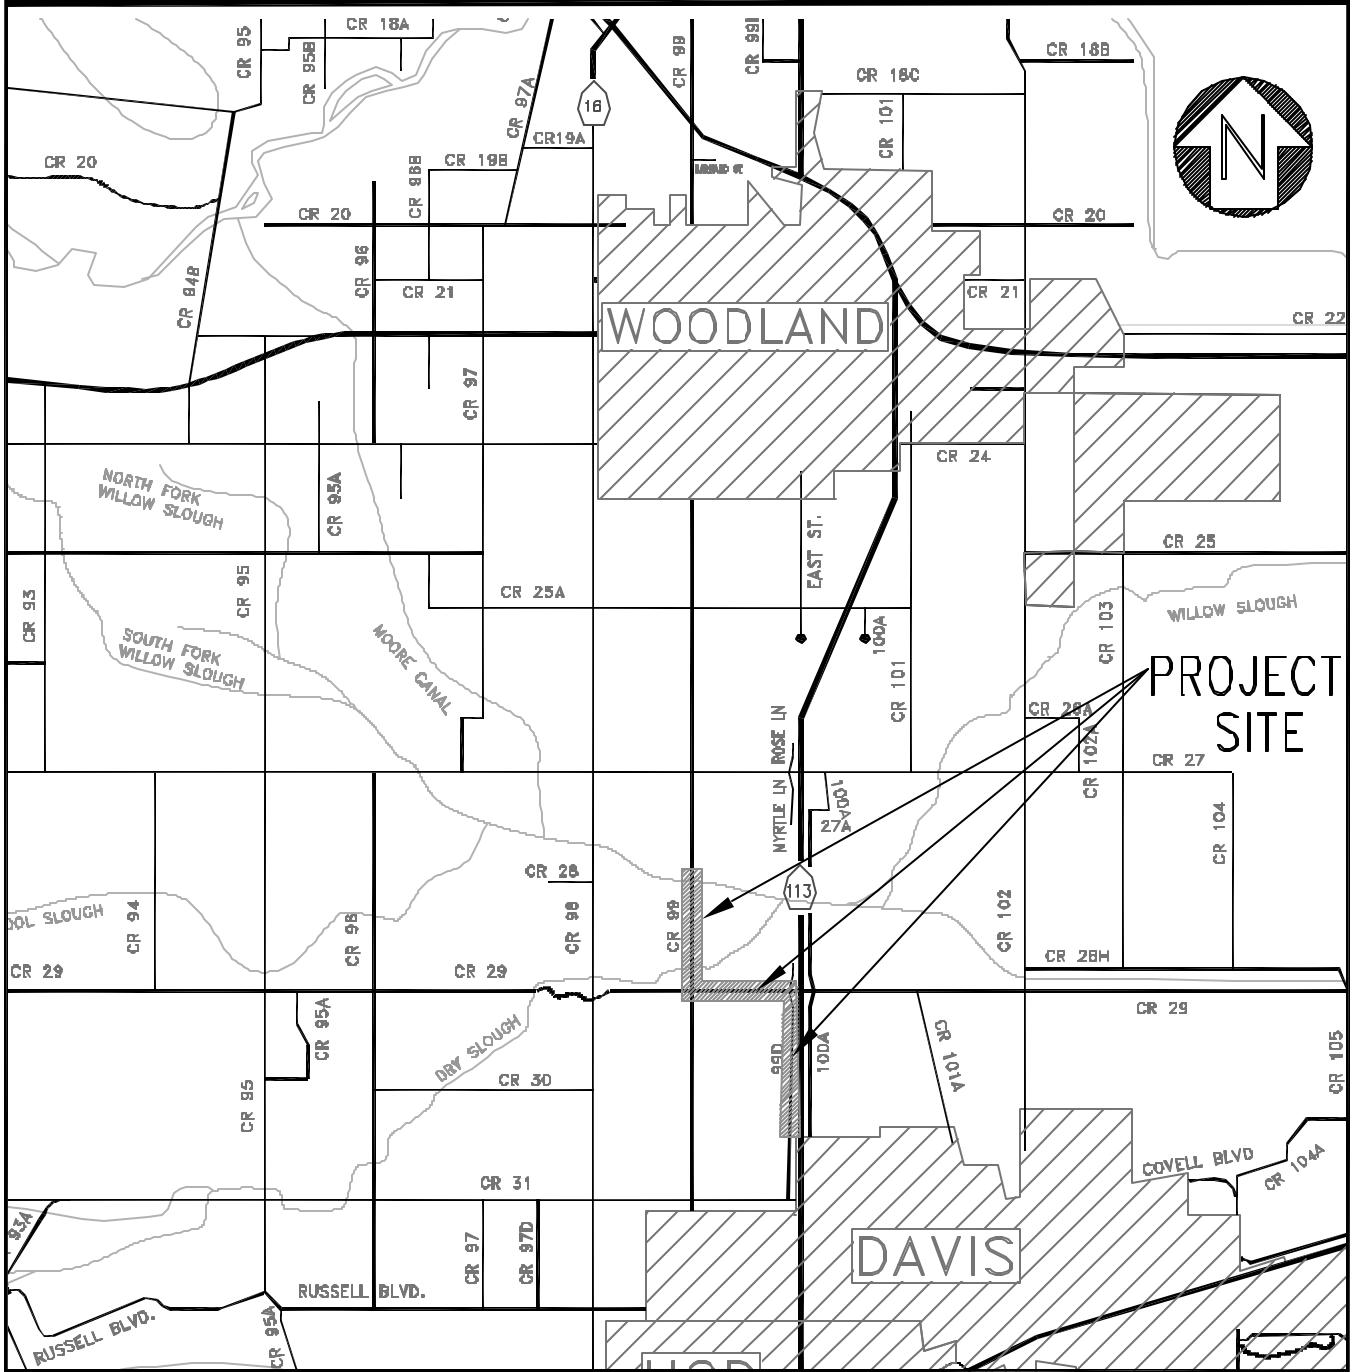 CR 18A
CR 95
CR 95B
CR 99
CR 18B
CR 18C
CR 97A
16
CR 101
N
CR19A
CR 20
CR 19B
CR 96B
CR 20
CR 20
CR 96
CR 94B
CR 21
CR 21
WOODLAND
CR 22
CR 97
CR 24
NORTH FORK
WILLOW SLOUGH
CR 95A
EAST ST.
CR 25
CR 93
CR 95
CR 25A
WILLOW SLOUGH
CR 103
100A
SOUTH FORK
WILLOW SLOUGH
MOORE CANAL
CR 101
PROJECT
SITE
CR 26A
ROSE LN
CR 102A
CR 27
MYRTLE LN
100A
27A
CR 104
CR 28
113
CR 94
CR 96
CR 98
CR 99
CR 102
CR 28H
CR 29
CR 29
CR 29
CR 95A
DRY SLOUGH
99D
100A
CR 101A
CR 105
CR 30
CR 95
COVELL BLVD
CR 104A
CR 31
93A
CR 97
CR 97D
DAVIS
RUSSELL BLVD.
RUSSELL BLVD.
CR 95A